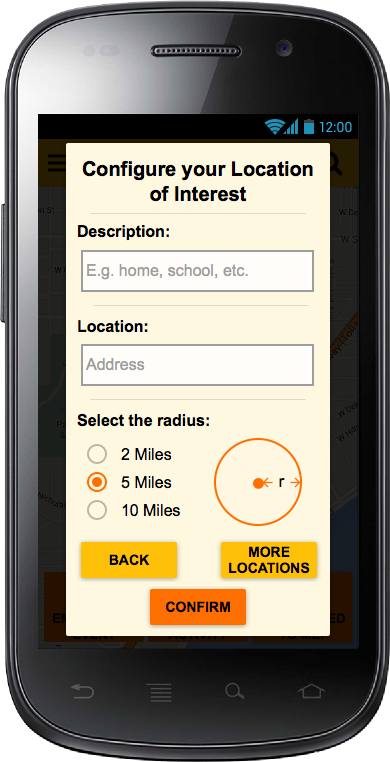 12:00
Configure your Location
of Interest
Description:
E.g. home, school, etc.
Location:
Address
Select the radius:
2 Miles
5 Miles
r
10 Miles
BACK
MORE
LOCATIONS
CONFIRM